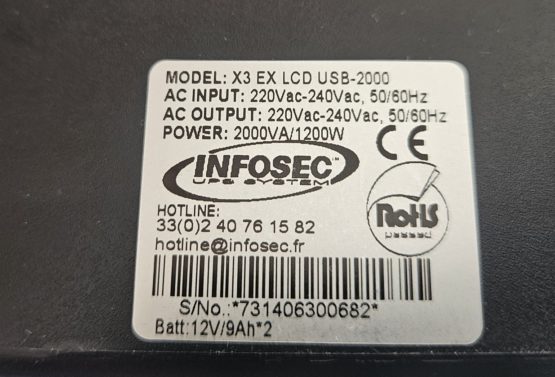 MODEL: X3 EX LCD USB-2000
AC INPUT: 220Vac-240Vac, 50/60Hz
AC OUTPUT: 220Vac-240Vac, 50/60Hz
POWER: 2000VA/1200W
CE
INFOSEC™
UPS SYSTEM
RoHS
HOTLINE:
33(0)2 40 76 15 82
hotline@infosec.fr
S/No.:*731406300682*
Batt:12V/9Ah*2